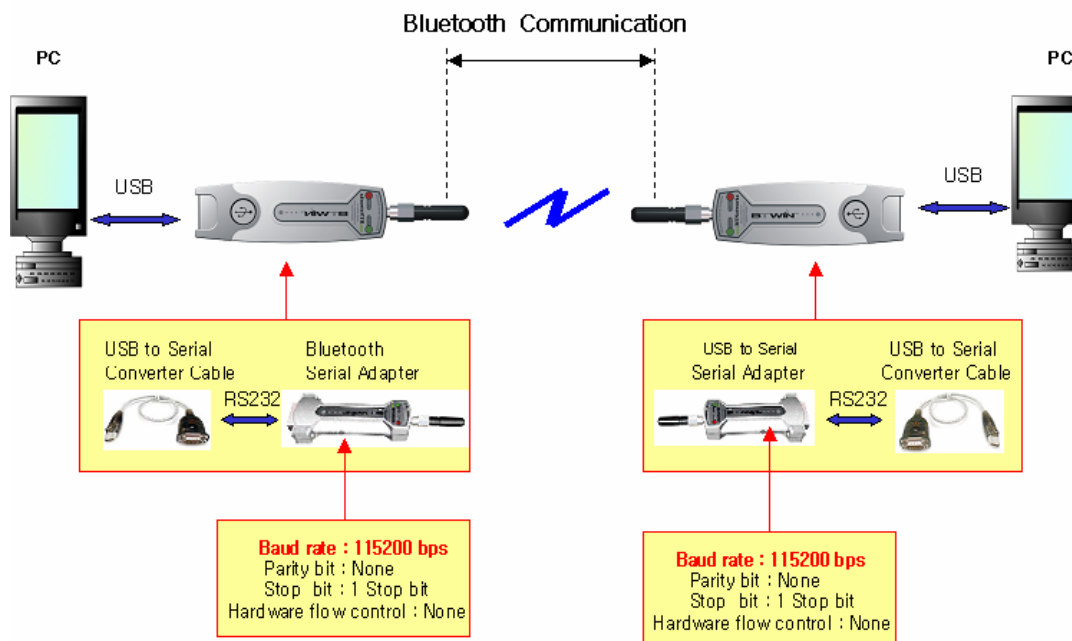 Bluetooth Communication
PC
PC
USB
USB
BTWIN
BTWIN
USB to Serial
Converter Cable
Bluetooth
Serial Adapter
RS232
USB to Serial
Serial Adapter
USB to Serial
Converter Cable
RS232
Baud rate : 115200 bps
Parity bit : None
Stop bit : 1 Stop bit
Hardware flow control : None
Baud rate : 115200 bps
Parity bit : None
Stop bit : 1 Stop bit
Hardware flow control : None